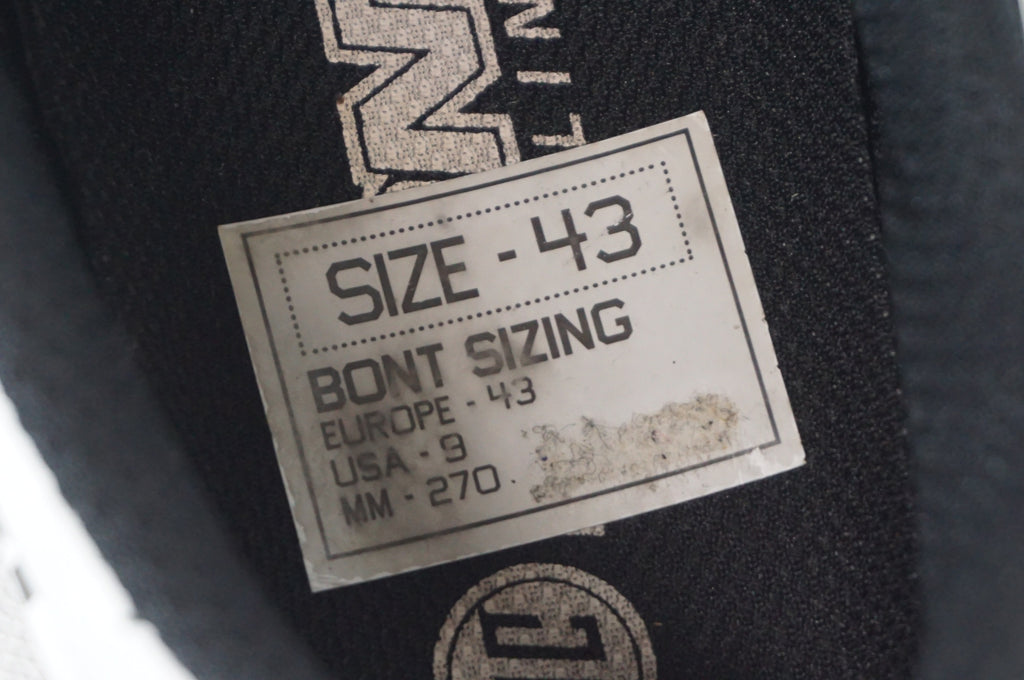 SIZE - 43
BONT SIZING
EUROPE - 43
USA - 9
MM - 270